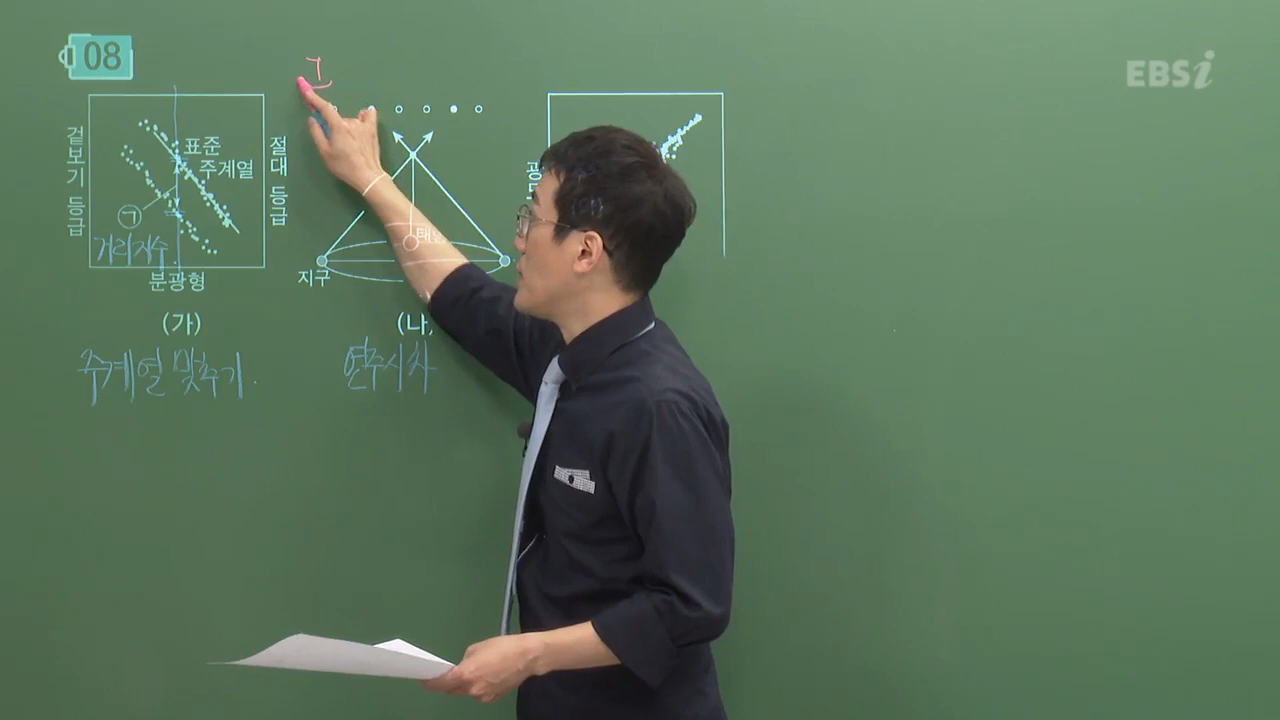 08
EBSi
겉보기 등급
표준
주계열
절대 등급
㉠
거리지수
분광형
(가)
주계열 맞추기.
지구
(나)
연주시차